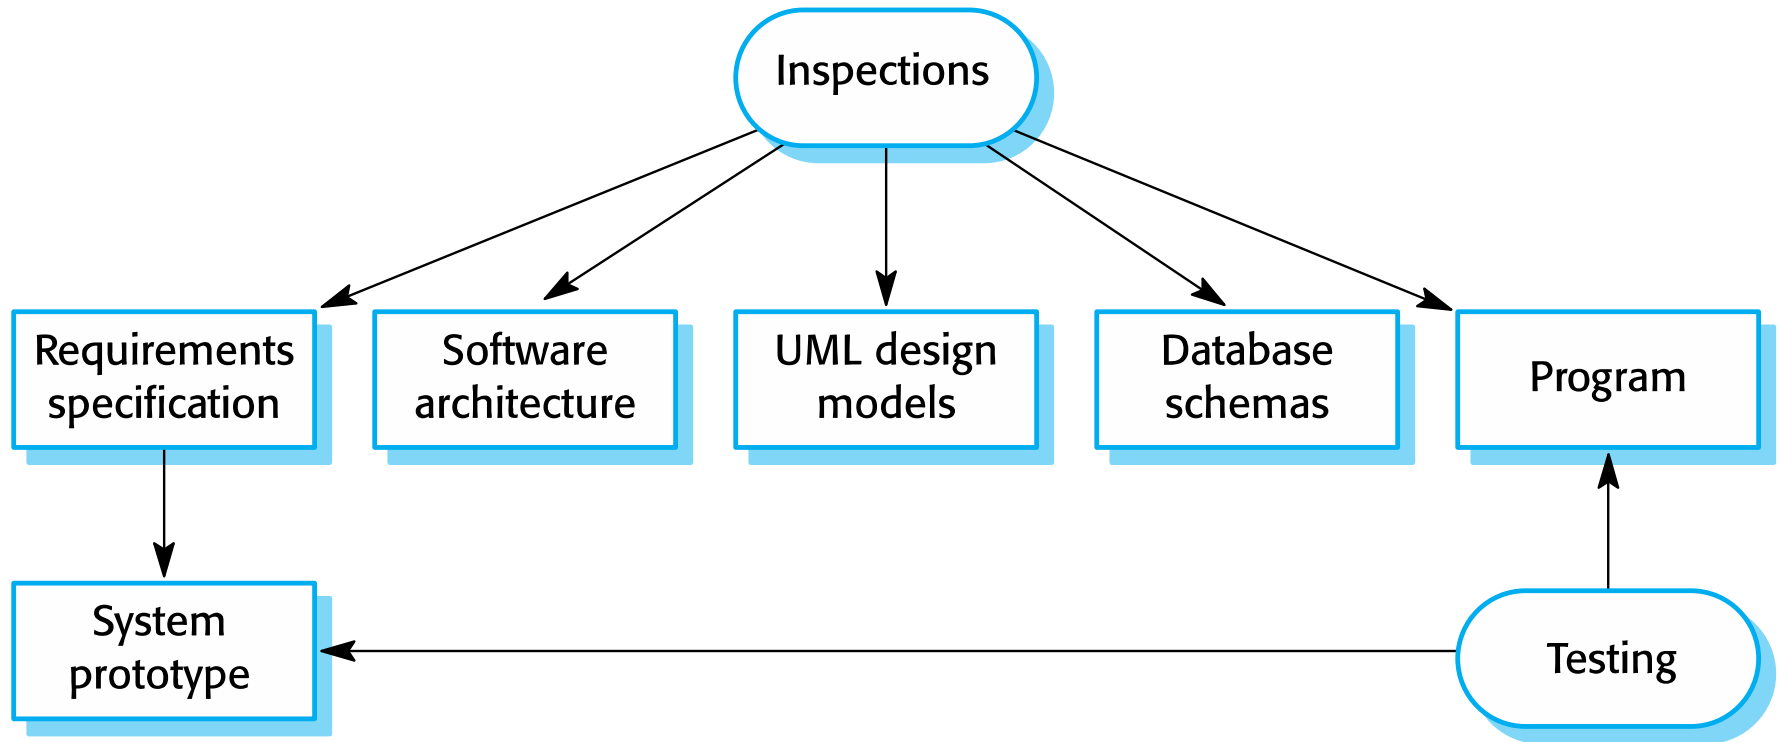 Inspections
Requirements
specification
Software
architecture
UML design
models
Database
schemas
Program
System
prototype
Testing